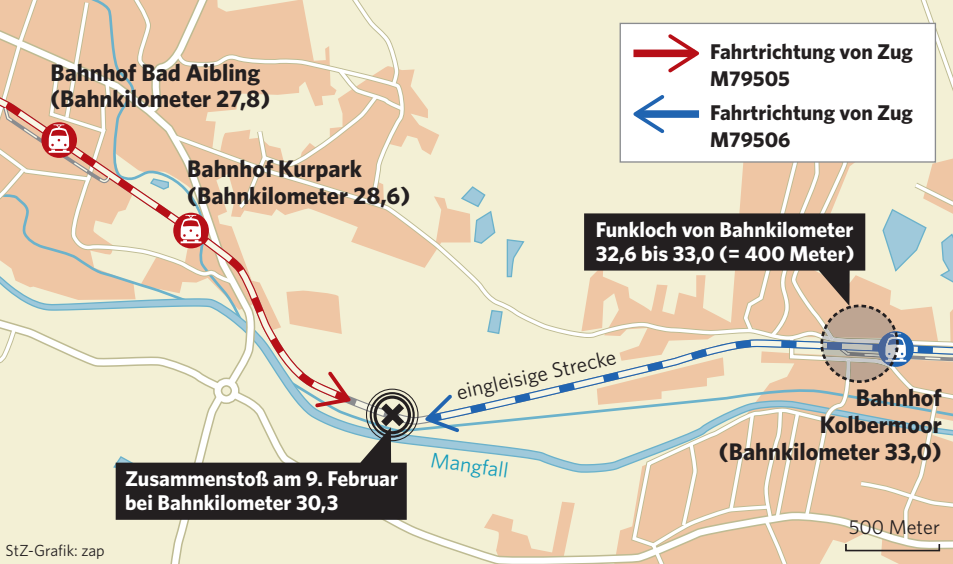 Fahrtrichtung von Zug
M79505
Fahrtrichtung von Zug
M79506
Bahnhof Bad Aibling
(Bahnkilometer 27,8)
Bahnhof Kurpark
(Bahnkilometer 28,6)
Funkloch von Bahnkilometer
32,6 bis 33,0 (= 400 Meter)
eingleisige Strecke
Bahnhof
Kolbermoor
(Bahnkilometer 33,0)
Mangfall
Zusammenstoß am 9. Februar
bei Bahnkilometer 30,3
500 Meter
StZ-Grafik: zap